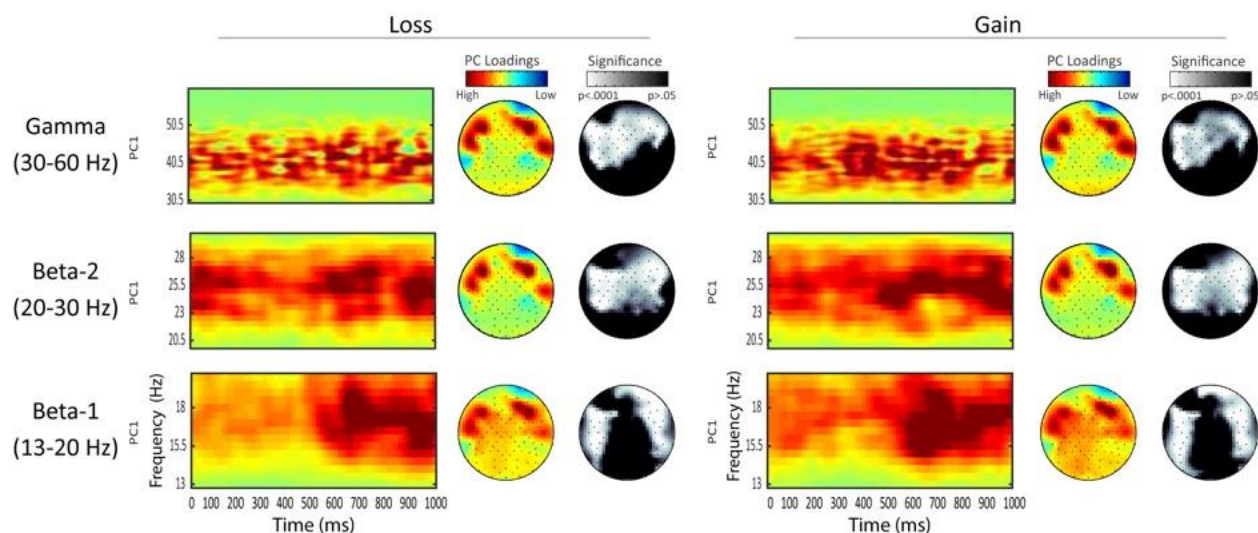 Loss
Gain
PC Loadings
High Low
Significance
p<.0001 p>.05
PC Loadings
High Low
Significance
p<.0001 p>.05
Gamma
(30-60 Hz)
PC1
50.5
40.5
30.5
PC1
50.5
40.5
30.5
Beta-2
(20-30 Hz)
PC1
28
25.5
23
20.5
PC1
28
25.5
23
20.5
Beta-1
(13-20 Hz)
PC1
Frequency (Hz)
18
15.5
13
0 100 200 300 400 500 600 700 800 900 1000
Time (ms)
PC1
Frequency (Hz)
18
15.5
13
0 100 200 300 400 500 600 700 800 900 1000
Time (ms)